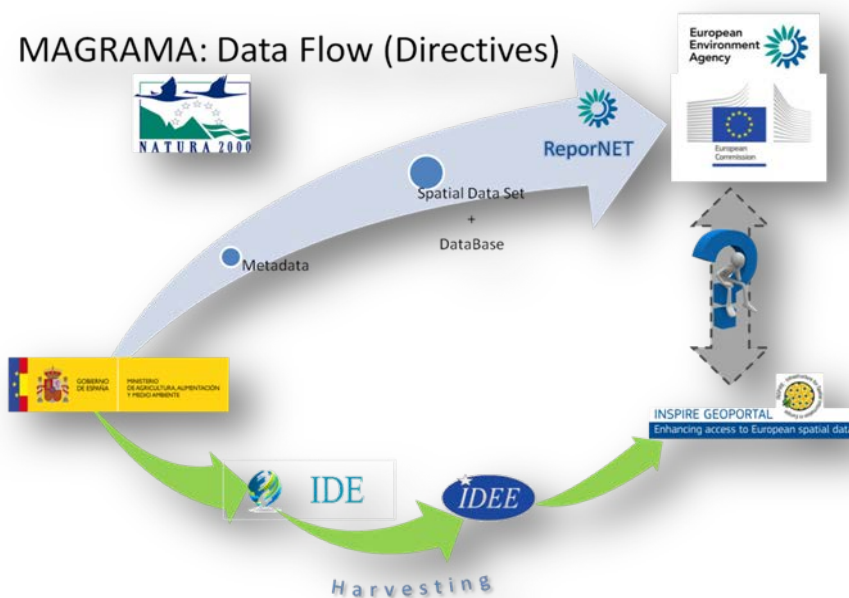 MAGRAMA: Data Flow (Directives)
European
Environment
Agency
NATURA 2000
ReporNET
European
Commission
Spatial Data Set
+
DataBase
Metadata
GOBIERNO
DE ESPAÑA
MINISTERIO
DE AGRICULTURA, ALIMENTACIÓN
Y MEDIO AMBIENTE
INSPIRE GEOPORTAL
Enhancing access to European spatial data
IDE
IDEE
Harvesting